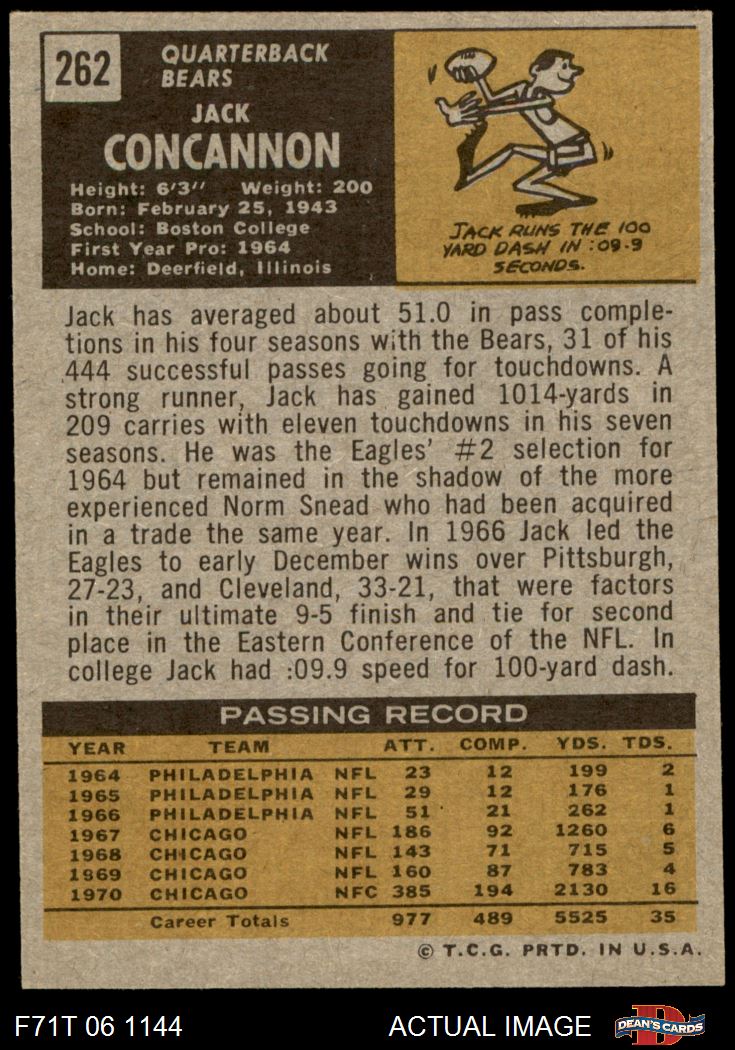 262
QUARTERBACK
BEARS
JACK
CONCANNON
Height: 6'3" Weight: 200
Born: February 25, 1943
School: Boston College
First Year Pro: 1964
Home: Deerfield, Illinois
JACK RUNS THE 100
YARD DASH IN :09.9
SECONDS.
Jack has averaged about 51.0 in pass comple-
tions in his four seasons with the Bears, 31 of his
444 successful passes going for touchdowns. A
strong runner, Jack has gained 1014-yards in
209 carries with eleven touchdowns in his seven
seasons. He was the Eagles' #2 selection for
1964 but remained in the shadow of the more
experienced Norm Snead who had been acquired
in a trade the same year. In 1966 Jack led the
Eagles to early December wins over Pittsburgh,
27-23, and Cleveland, 33-21, that were factors
in their ultimate 9-5 finish and tie for second
place in the Eastern Conference of the NFL. In
college Jack had :09.9 speed for 100-yard dash.
PASSING RECORD
YEAR TEAM ATT. COMP. YDS. TDS.
1964 PHILADELPHIA NFL 23 12 199 2
1965 PHILADELPHIA NFL 29 12 176 1
1966 PHILADELPHIA NFL 51 21 262 1
1967 CHICAGO NFL 186 92 1260 6
1968 CHICAGO NFL 143 71 715 5
1969 CHICAGO NFL 160 87 783 4
1970 CHICAGO NFC 385 194 2130 16
Career Totals 977 489 5525 35
© T.C.G. PRTD. IN U.S.A.
F71T 06 1144 ACTUAL IMAGE D DEAN'S CARDS